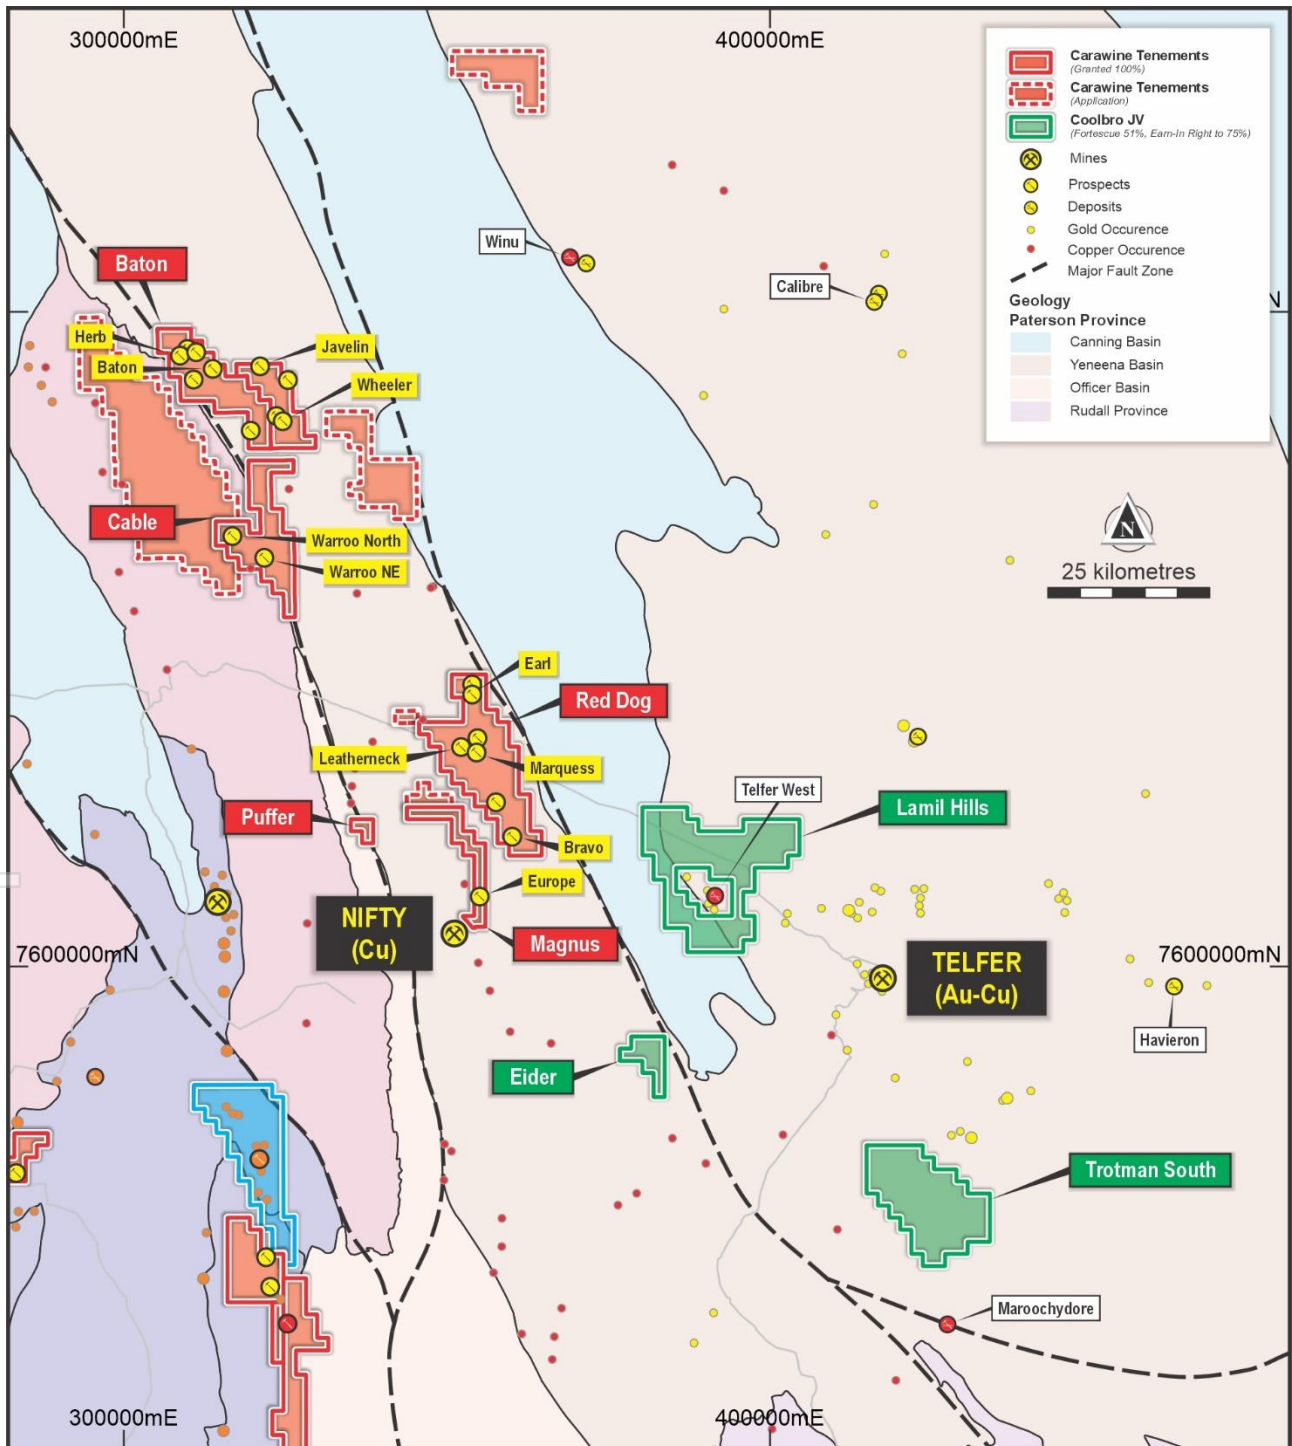 300000mE
400000mE
Carawine Tenements
(Granted 100%)
Carawine Tenements
(Application)
Coolbro JV
(Fortescue 51%, Earn-In Right to 75%)
Mines
Prospects
Deposits
Gold Occurence
Copper Occurence
Major Fault Zone
Geology
Paterson Province
Canning Basin
Yeneena Basin
Officer Basin
Rudall Province
N
Winu
Baton
Calibre
Herb
Baton
Javelin
Wheeler
Cable
Warroo North
Warroo NE
N
25 kilometres
Earl
Red Dog
Leatherneck
Marquess
Telfer West
Puffer
Lamil Hills
Bravo
Europe
NIFTY
(Cu)
Magnus
7600000mN
TELFER
(Au-Cu)
7600000mN
Havieron
Eider
Trotman South
Maroochydore
300000mE
400000mE